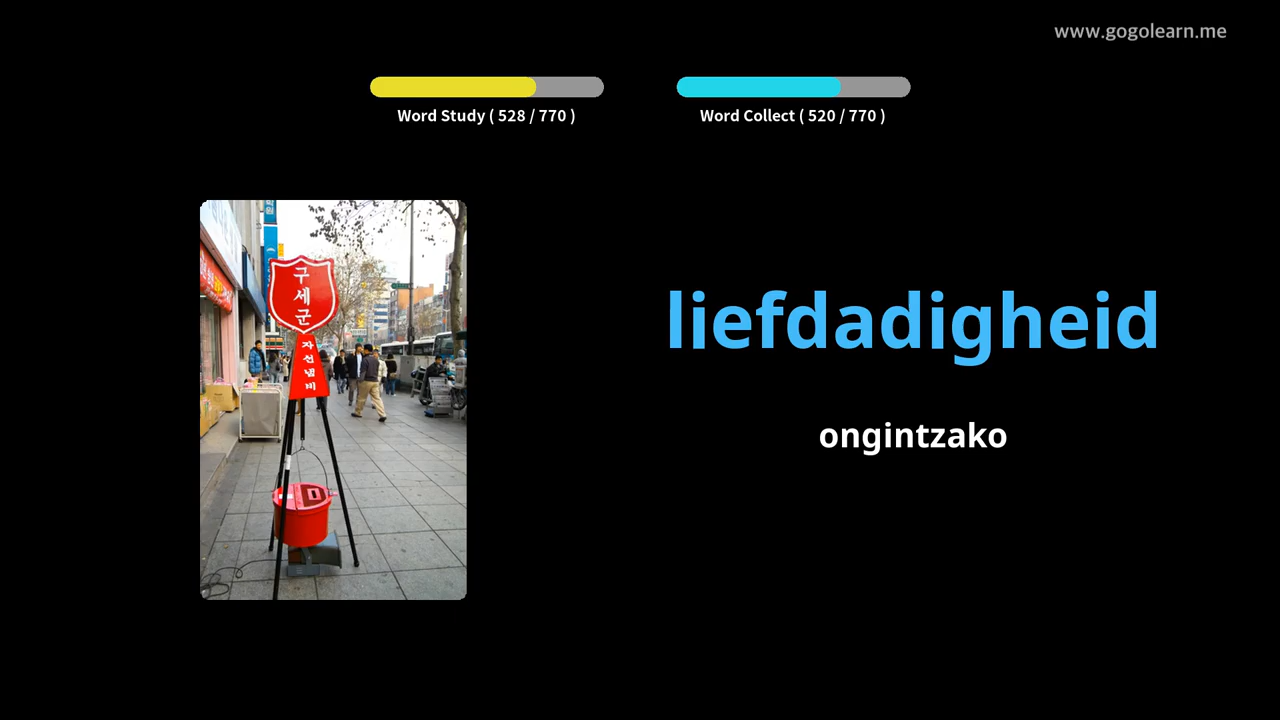 www.gogolearn.me
Word Study ( 528 / 770 )
Word Collect ( 520 / 770 )
구세군
자선냄비
liefdadigheid
ongintzako